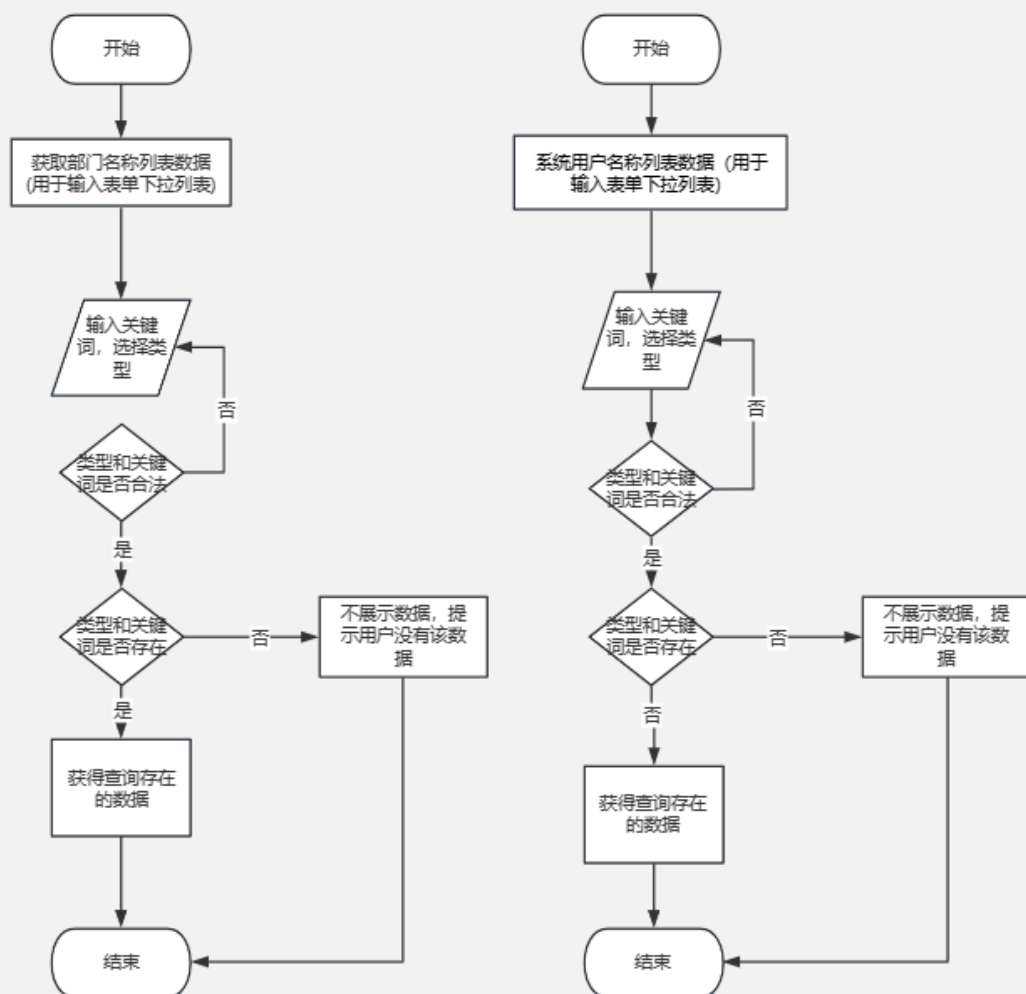 开始
获取部门名称列表数据
(用于输入表单下拉列表)
输入关键
词，选择类
型
否
类型和关键
词是否合法
是
类型和关键
词是否存在
否
不展示数据，提
示用户没有该数
据
是
获得查询存在
的数据
结束
开始
系统用户名称列表数据（用于
输入表单下拉列表）
输入关键
词，选择类
型
否
类型和关键
词是否合法
是
类型和关键
词是否存在
否
不展示数据，提
示用户没有该数
据
否
获得查询存在
的数据
结束